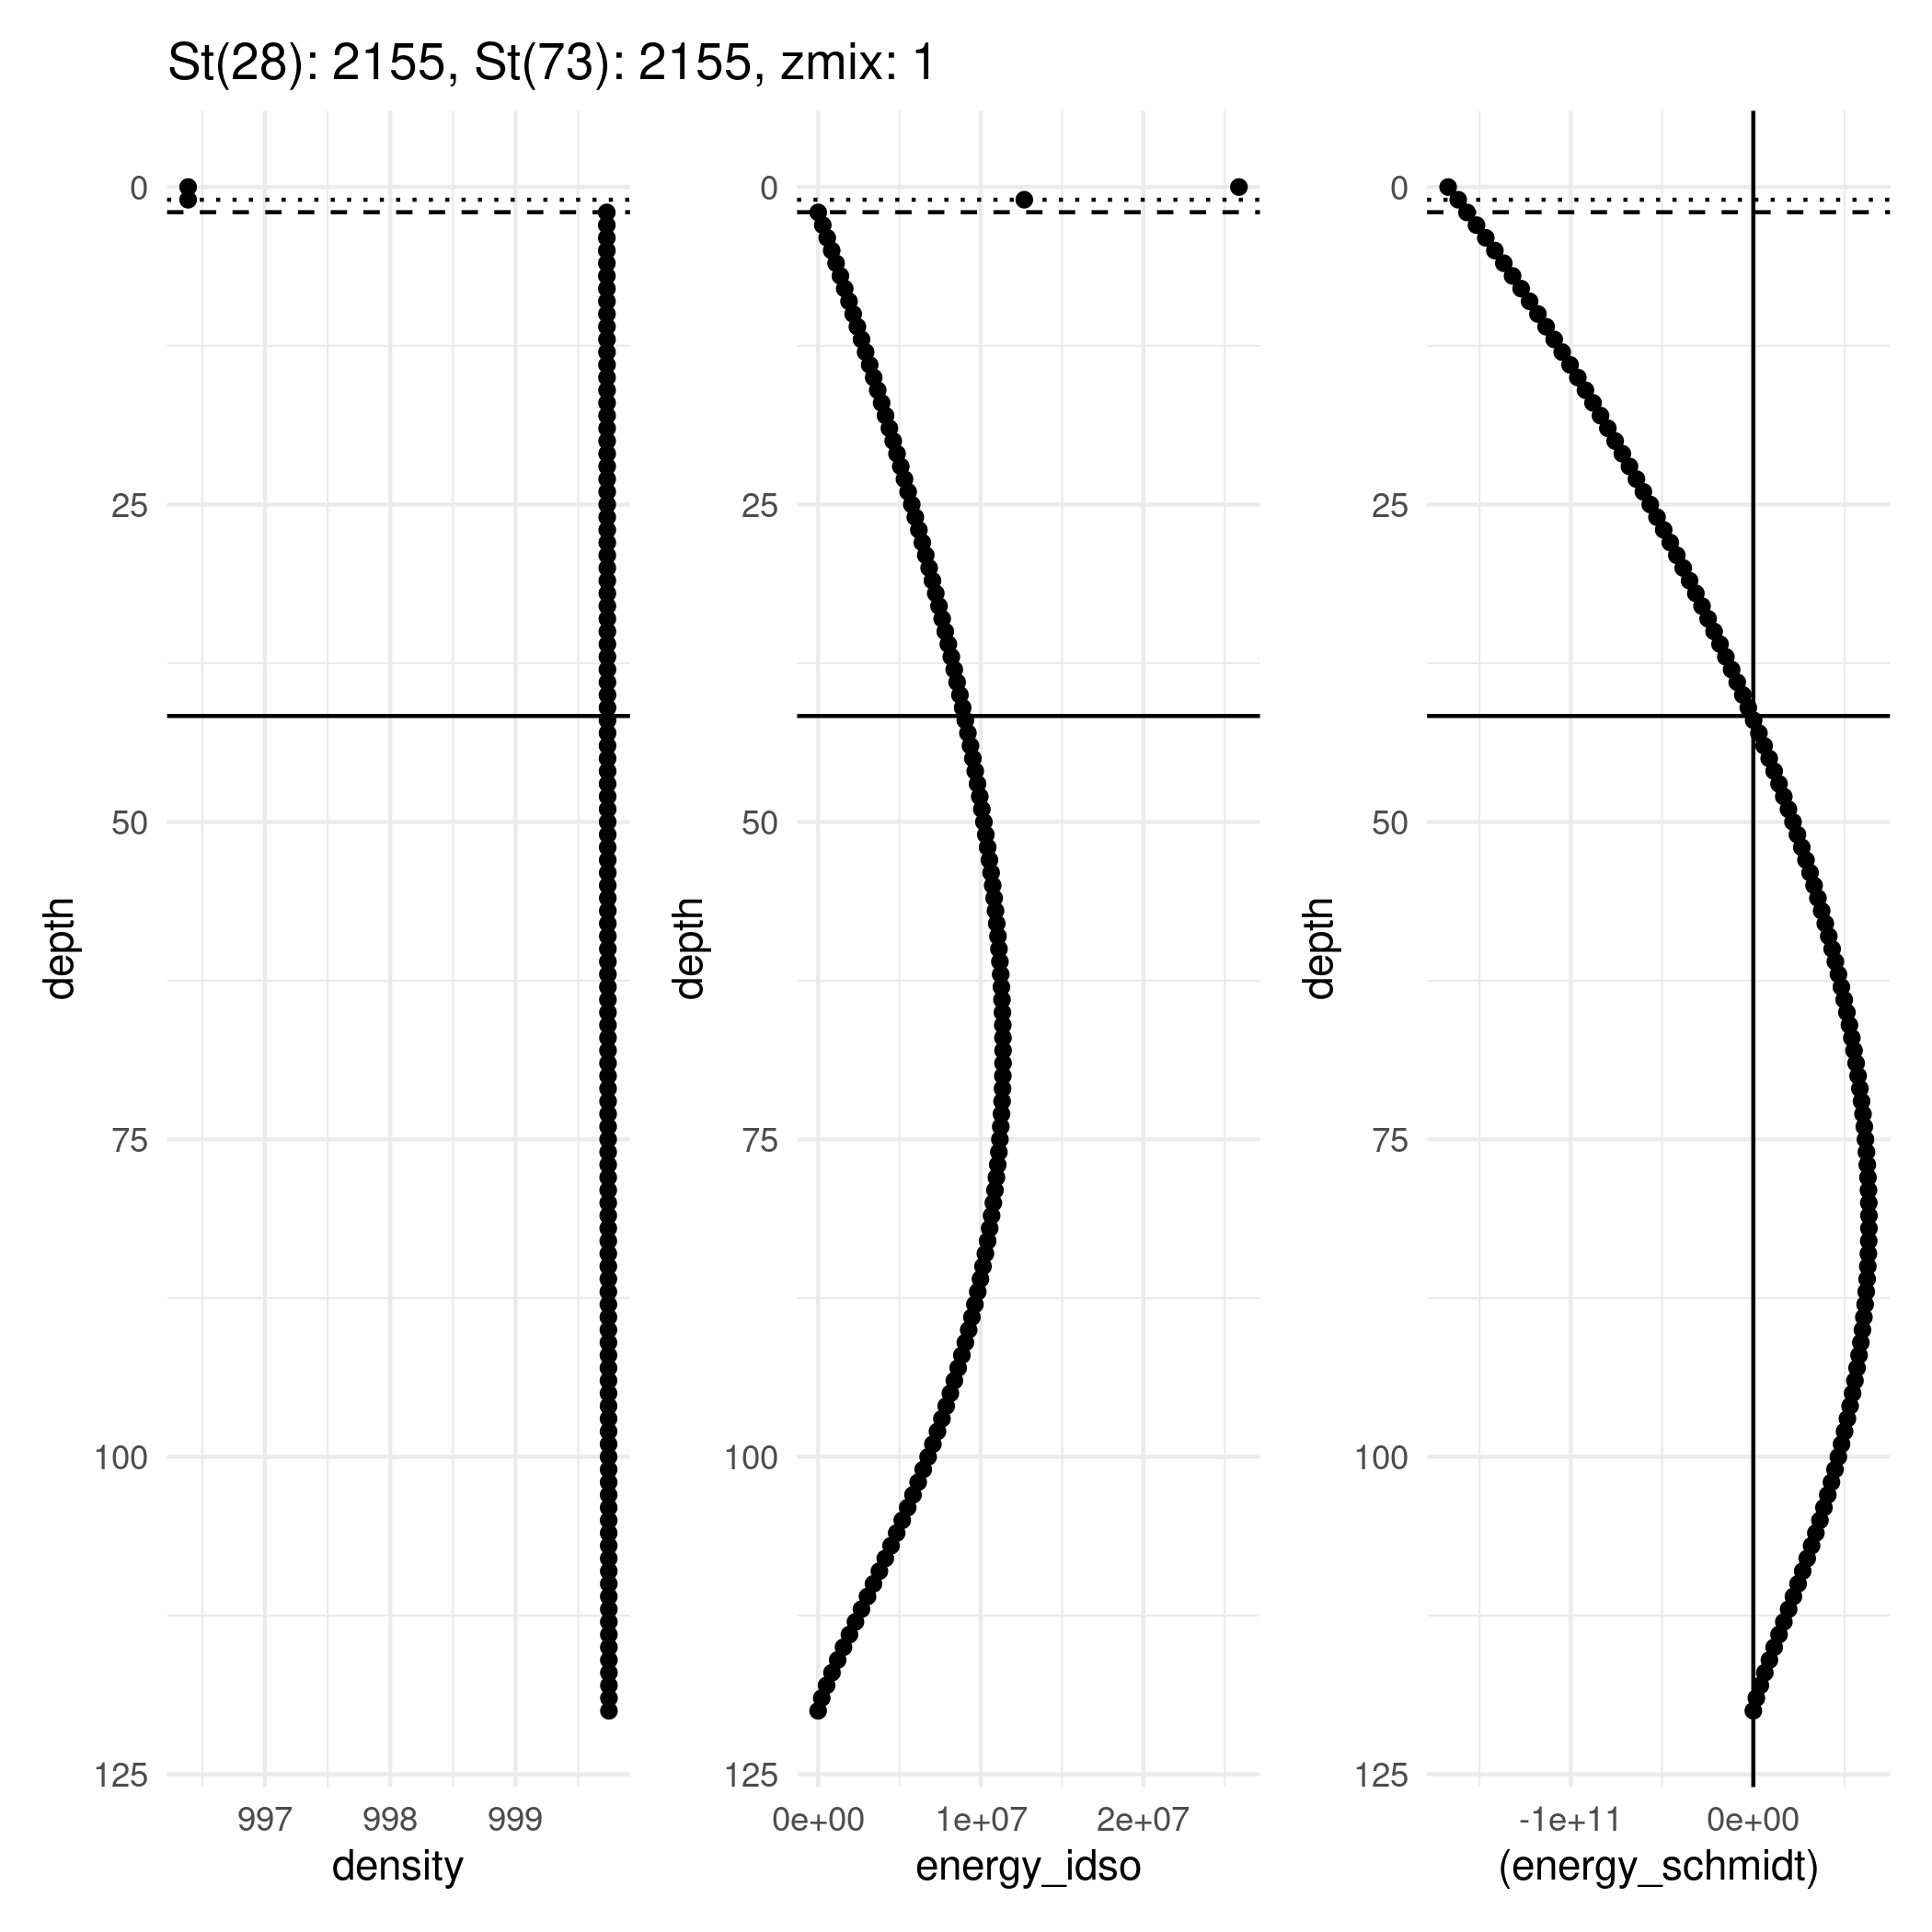 St(28): 2155, St(73): 2155, zmix: 1
0
25
50
75
100
125
depth
997 998 999
density
0
25
50
75
100
125
depth
0e+00 1e+07 2e+07
energy_idso
0
25
50
75
100
125
depth
-1e+11 0e+00
(energy_schmidt)